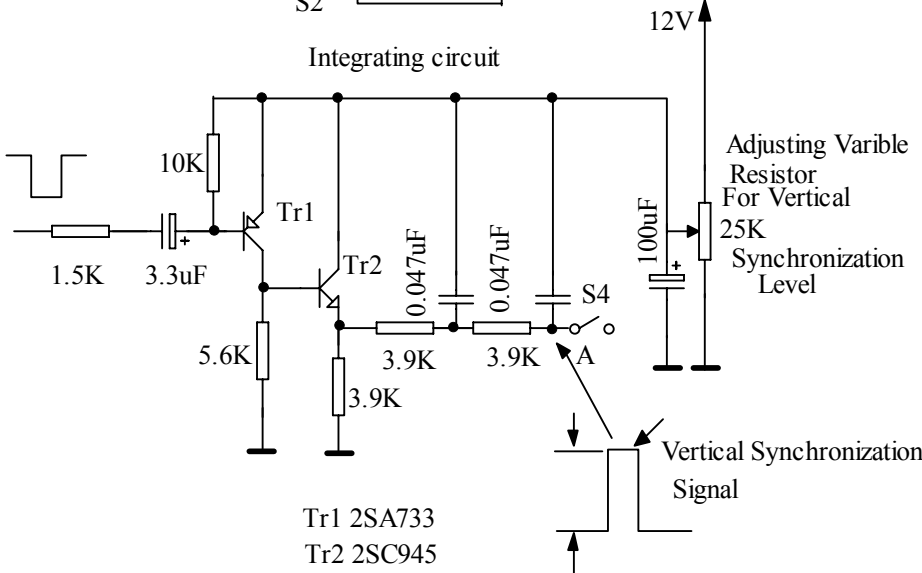 S2
12V
Integrating circuit
Adjusting Varible
Resistor
For Vertical
25K
Synchronization
Level
10K
Tr1
1.5K
3.3uF
+
Tr2
0.047uF
0.047uF
100uF
+
S4
5.6K
3.9K
3.9K
A
3.9K
Vertical Synchronization
Signal
Tr1 2SA733
Tr2 2SC945